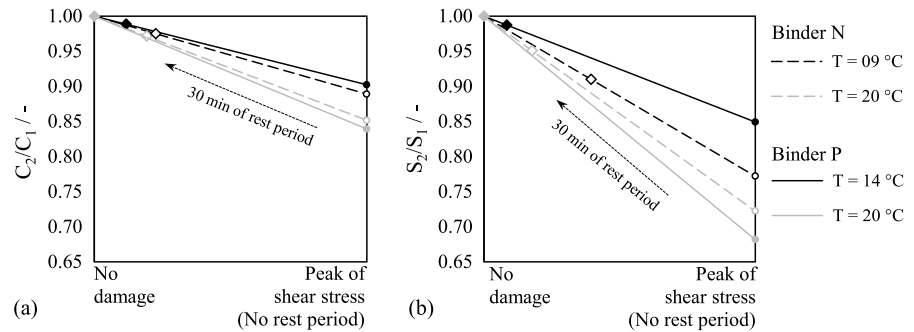 1.00
0.95
0.90
0.85
0.80
0.75
0.70
0.65
C₂/C₁ / -
30 min of rest period
No damage
Peak of shear stress
(No rest period)
(a)
1.00
0.95
0.90
0.85
0.80
0.75
0.70
0.65
S₂/S₁ / -
30 min of rest period
No damage
Peak of shear stress
(No rest period)
(b)
Binder N
T = 09 °C
T = 20 °C
Binder P
T = 14 °C
T = 20 °C